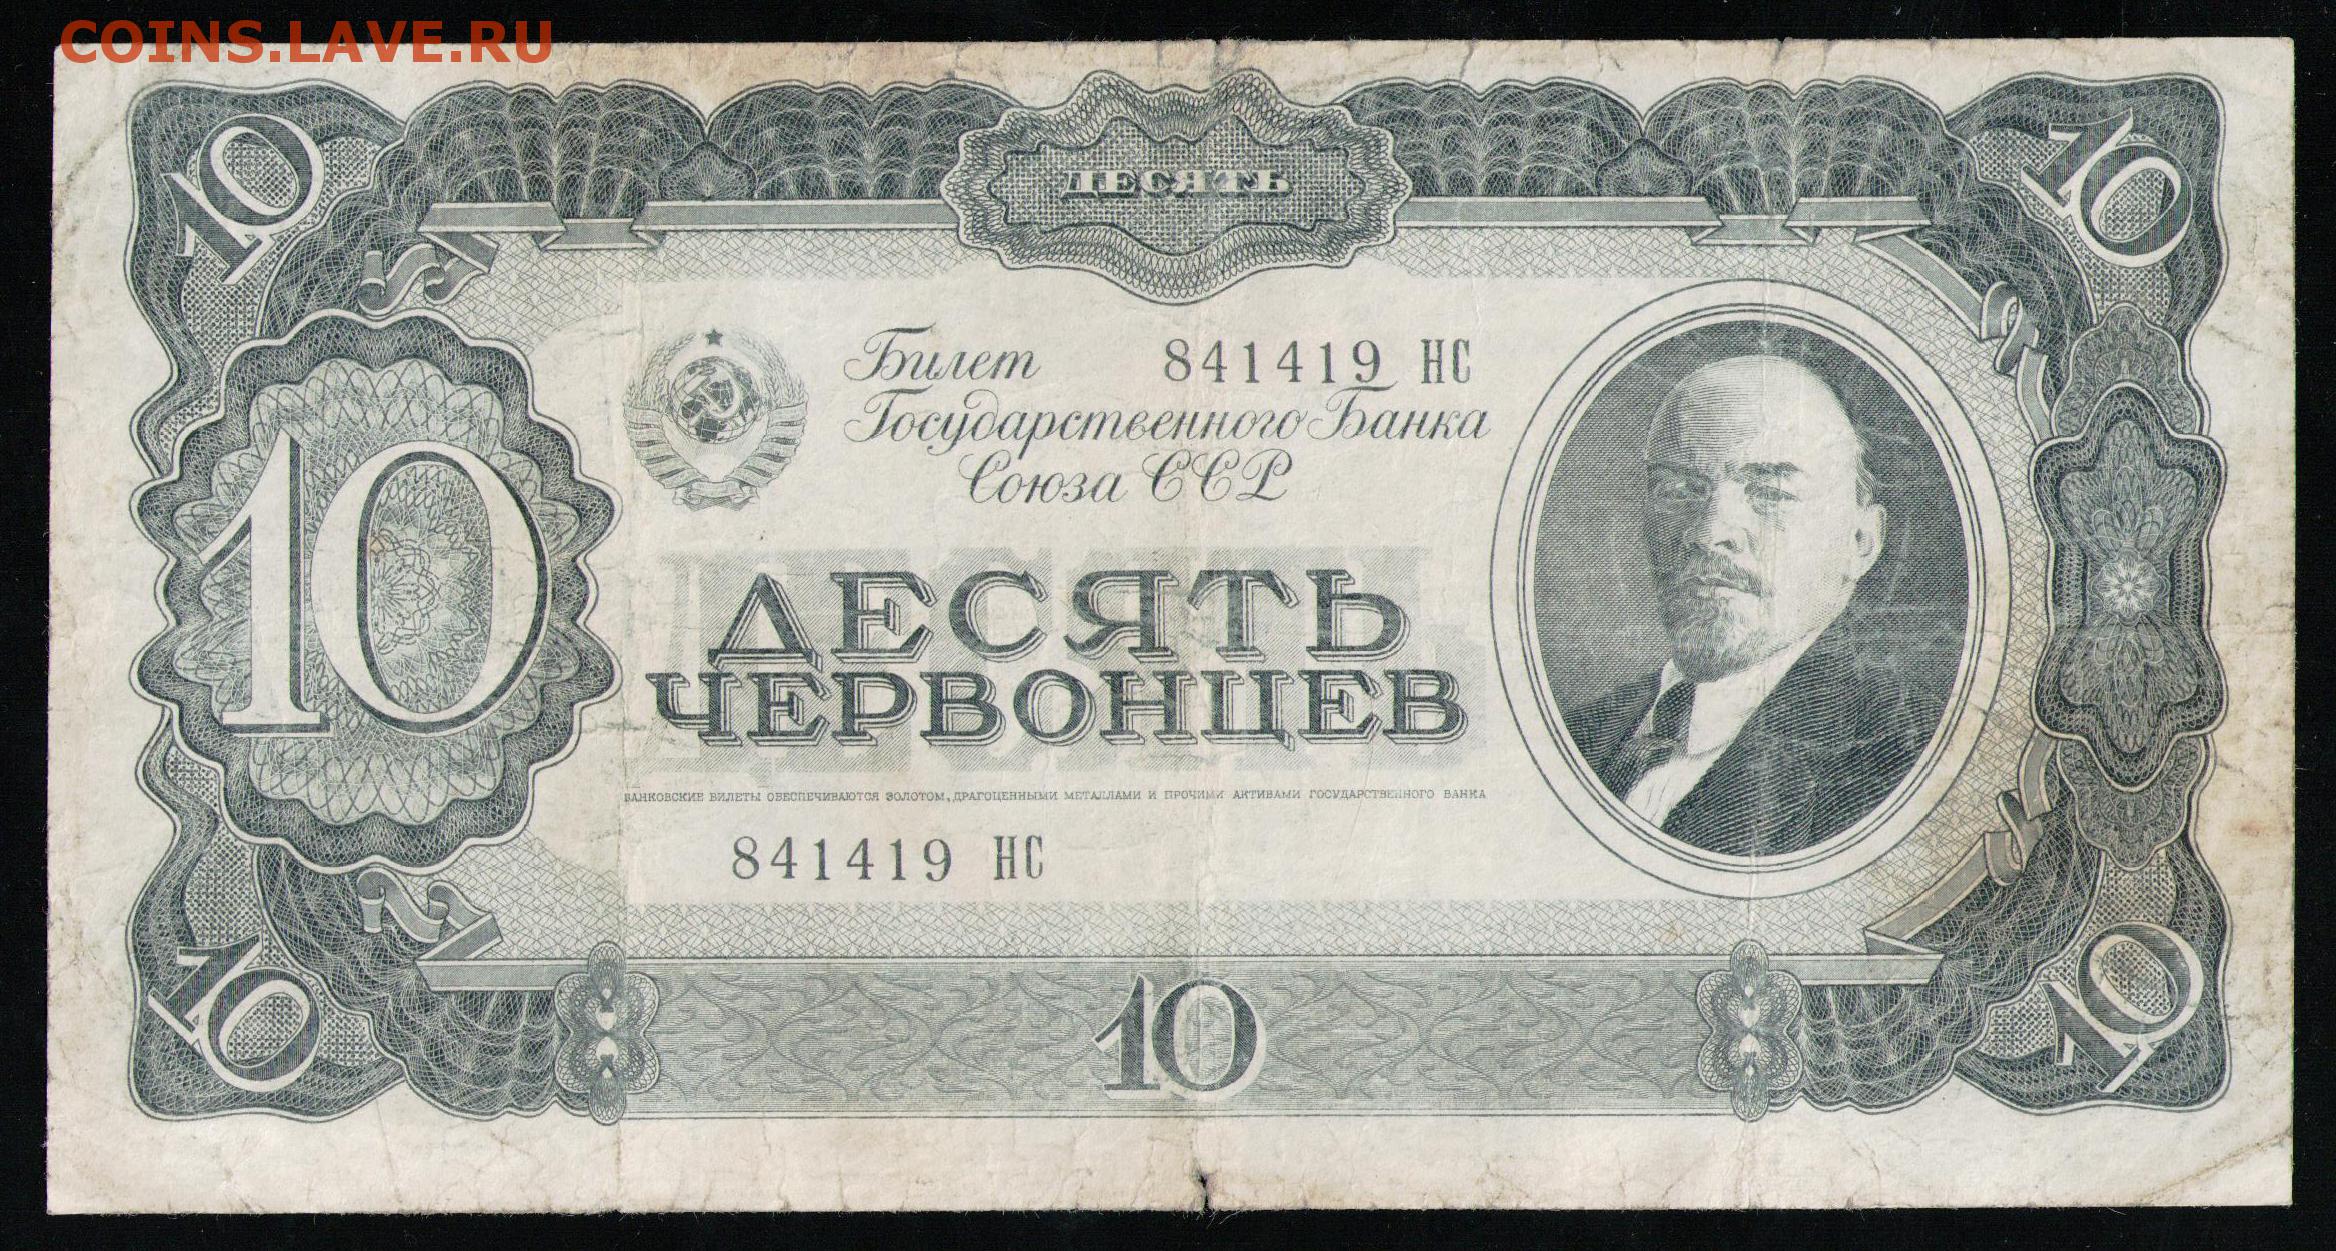 COINS.LAVE.RU
10
10
ДЕСЯТЬ
Билет 841419 НС
Государственного Банка
Союза ССР
10
ДЕСЯТЬ
ЧЕРВОНЦЕВ
БАНКОВСКИЕ БИЛЕТЫ ОБЕСПЕЧИВАЮТСЯ ЗОЛОТОМ, ДРАГОЦЕННЫМИ МЕТАЛЛАМИ И ПРОЧИМИ АКТИВАМИ ГОСУДАРСТВЕННОГО БАНКА
841419 НС
10
10
10